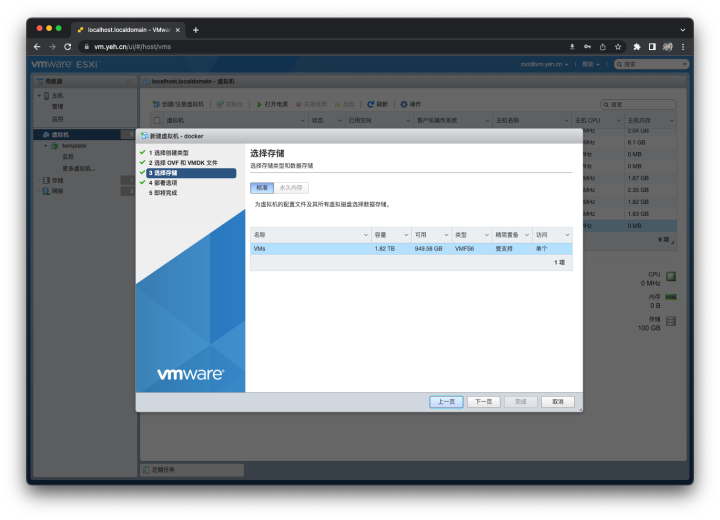 localhost.localdomain - VMwa
vm.yeh.cn/ui/#/host/vms
vmware ESXi
root@vm.yeh.cn
帮助
搜索
导航器
localhost.localdomain - 虚拟机
主机
管理
监控
虚拟机
template
监控
更多虚拟机...
存储
网络
创建/注册虚拟机
控制台
打开电源
关闭电源
挂起
刷新
操作
搜索
虚拟机
状态
已用空间
客户机操作系统
主机名称
主机 CPU
主机内存
MHz 2.04 GB
MHz 6.1 GB
Hz 0 MB
Hz 0 MB
MHz 1.67 GB
MHz 2.35 GB
MHz 1.82 GB
MHz 1.83 GB
Hz 0 MB
9 项
新建虚拟机 - docker
1 选择创建类型
2 选择 OVF 和 VMDK 文件
3 选择存储
4 部署选项
5 即将完成
选择存储
选择存储类型和数据存储
标准 永久内存
为虚拟机的配置文件及其所有虚拟磁盘选择数据存储。
名称 容量 可用 类型 精简置备 访问
VMs 1.82 TB 949.58 GB VMFS6 受支持 单个
1 项
vmware
上一页 下一页 完成 取消
CPU
0 MHz
内存
0 B
存储
100 GB
近期任务